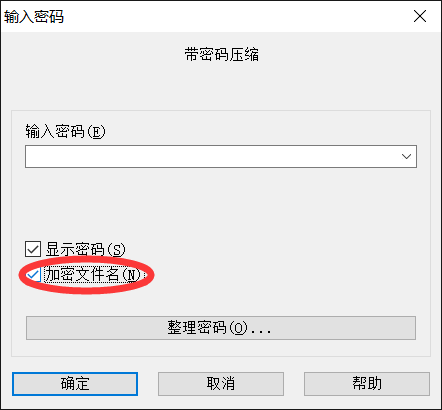 输入密码
带密码压缩
输入密码(E)
显示密码(S)
加密文件名(N)
整理密码(O)...
确定
取消
帮助